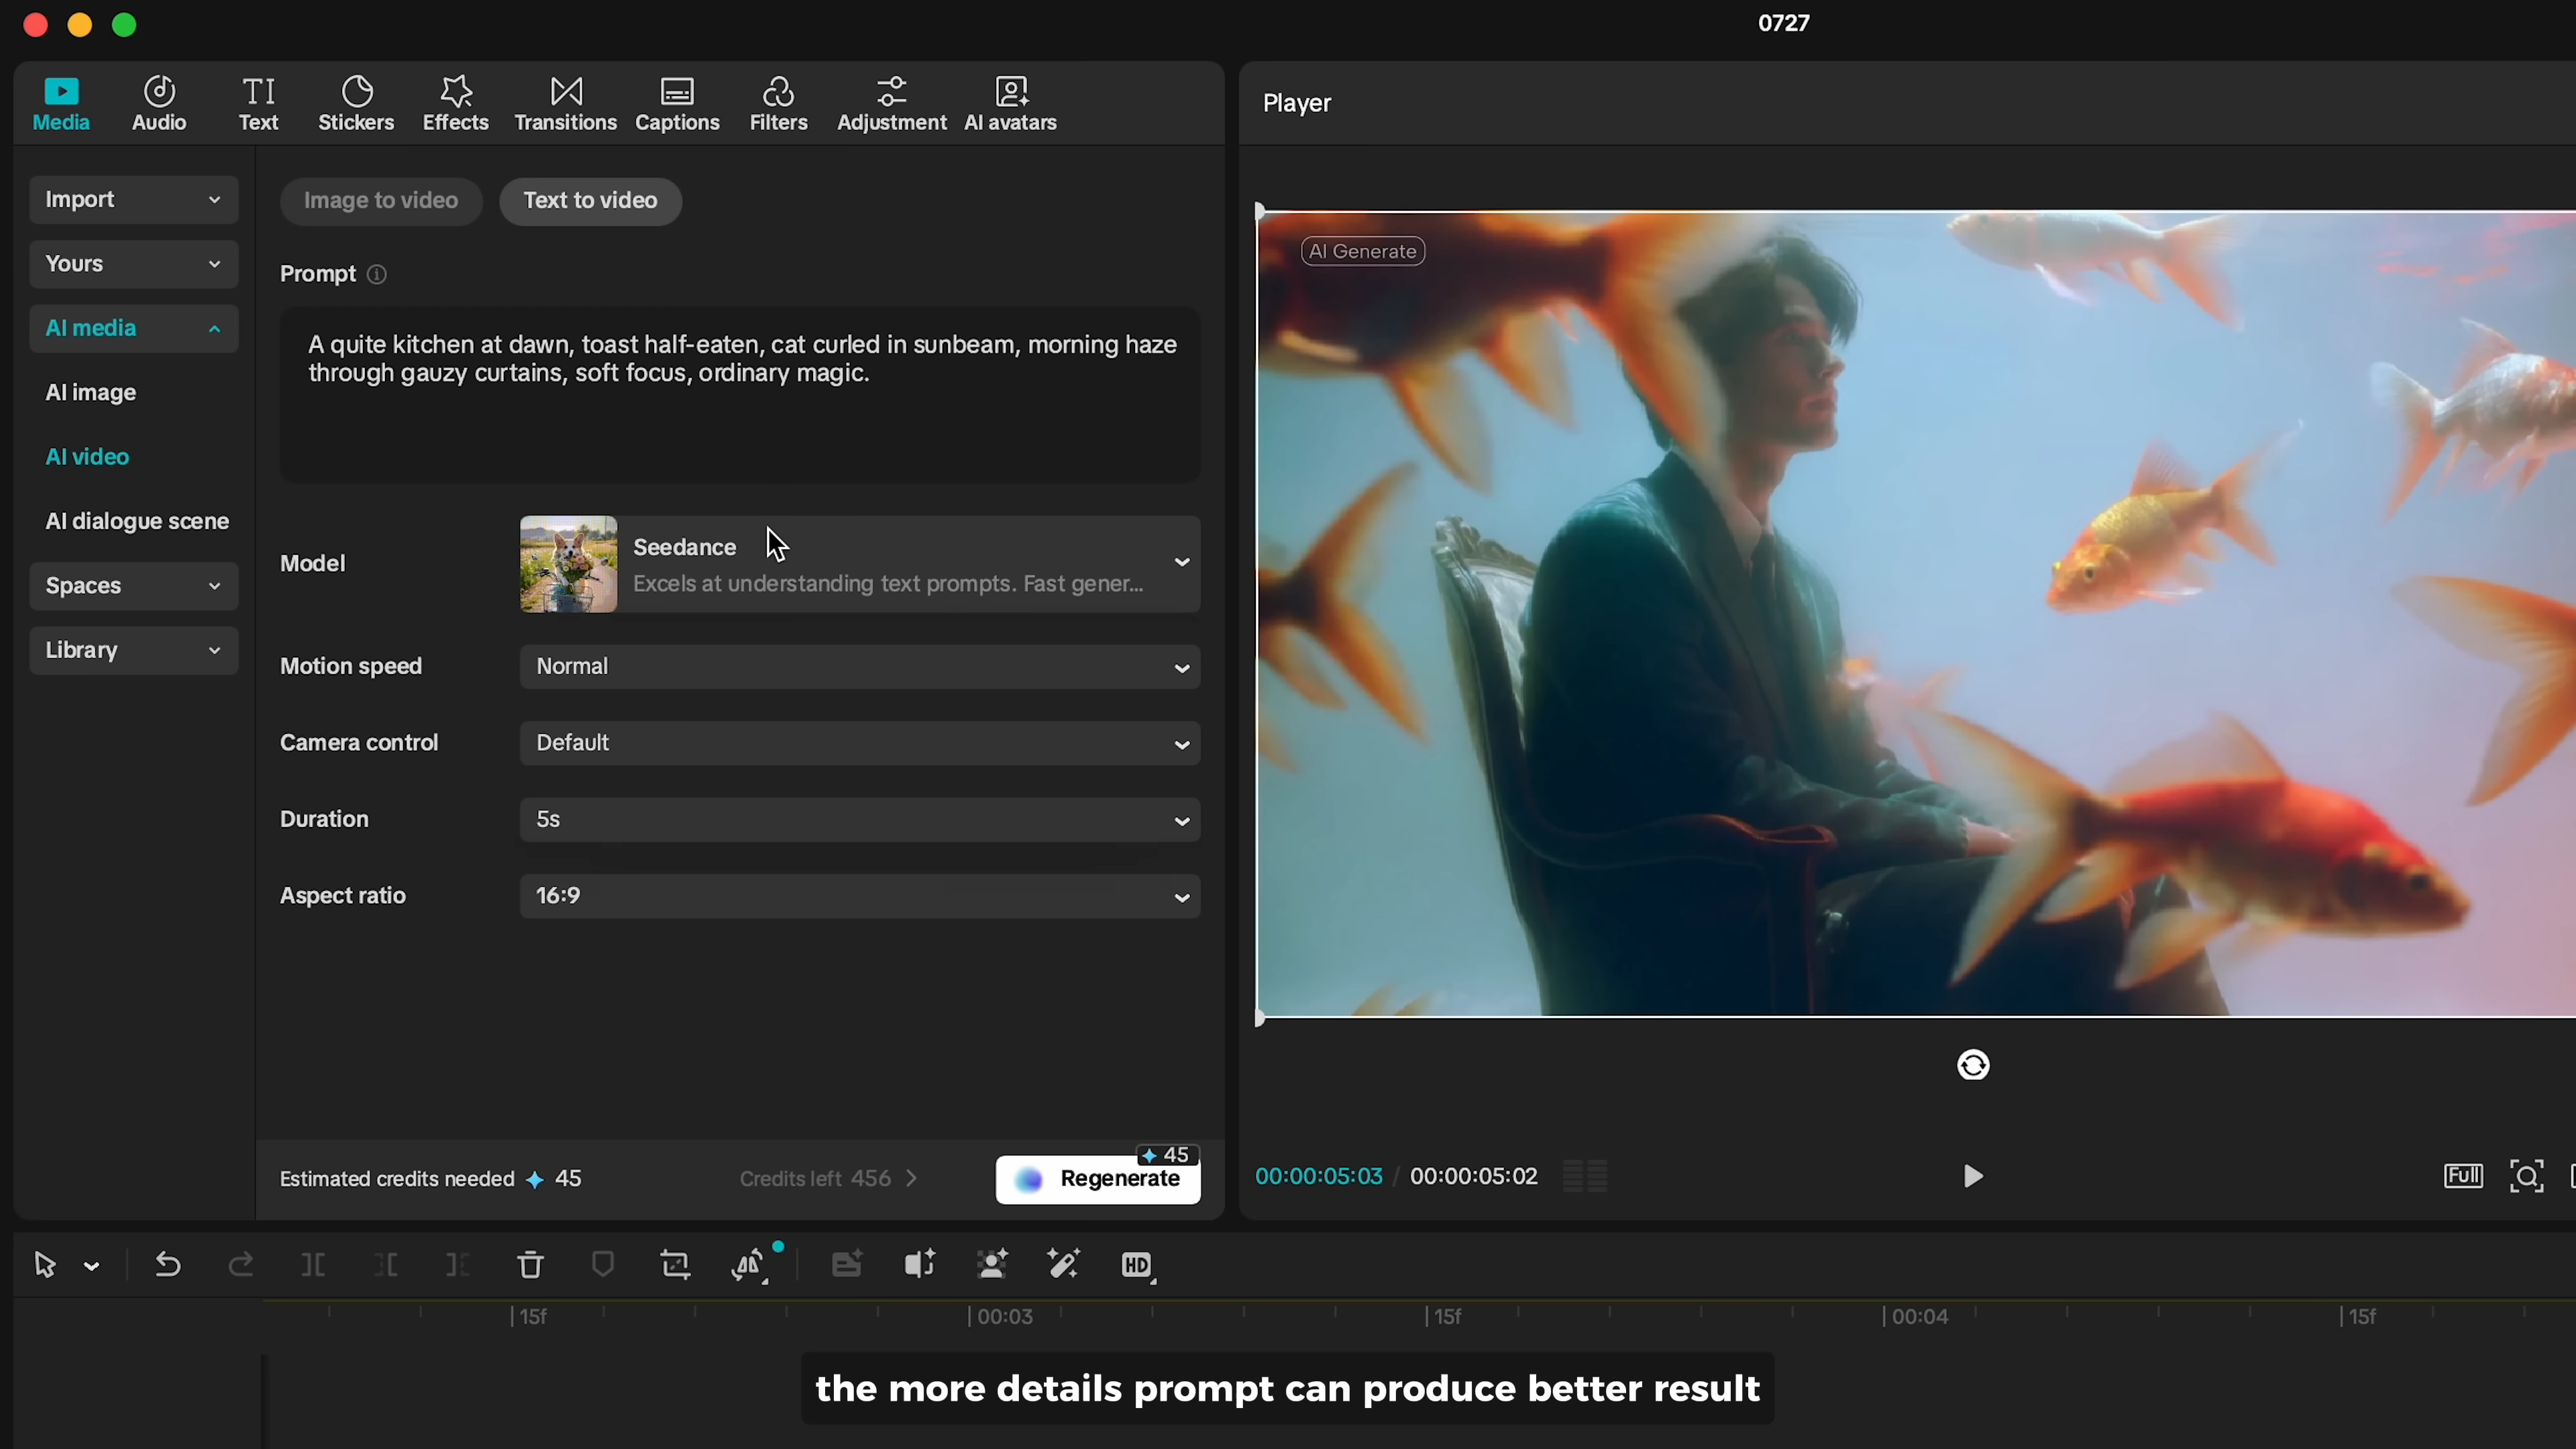 0727
Media
Audio
Text
Stickers
Effects
Transitions
Captions
Filters
Adjustment
AI avatars
Player
Import
Yours
AI media
AI image
AI video
AI dialogue scene
Spaces
Library
Image to video
Text to video
Prompt
A quite kitchen at dawn, toast half-eaten, cat curled in sunbeam, morning haze
through gauzy curtains, soft focus, ordinary magic.
Model
Seedance
Excels at understanding text prompts. Fast gener...
Motion speed
Normal
Camera control
Default
Duration
5s
Aspect ratio
16:9
Estimated credits needed 45
Credits left 456
45
Regenerate
AI Generate
00:00:05:03 / 00:00:05:02
Full
HD
15f
00:03
15f
00:04
15f
the more details prompt can produce better result